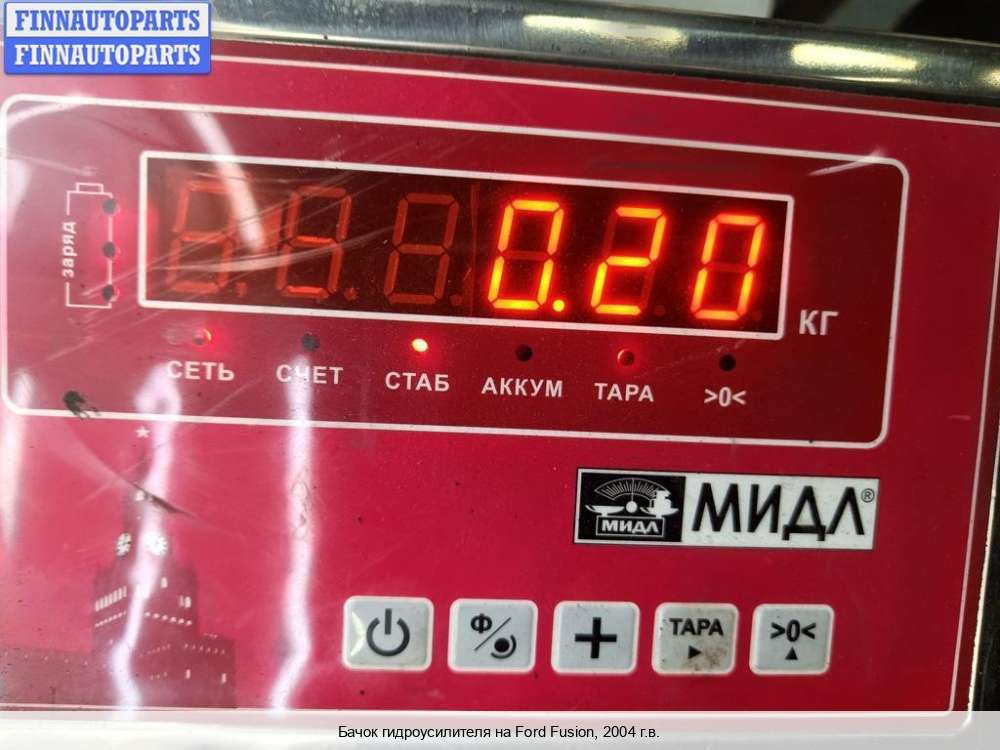 FINNAUTOPARTS
FINNAUTOPARTS
заряд
0.20
КГ
СЕТЬ СЧЕТ СТАБ АККУМ ТАРА >0<
МИДЛ МИДЛ®
Ф/ + ТАРА >0<
Бачок гидроусилителя на Ford Fusion, 2004 г.в.